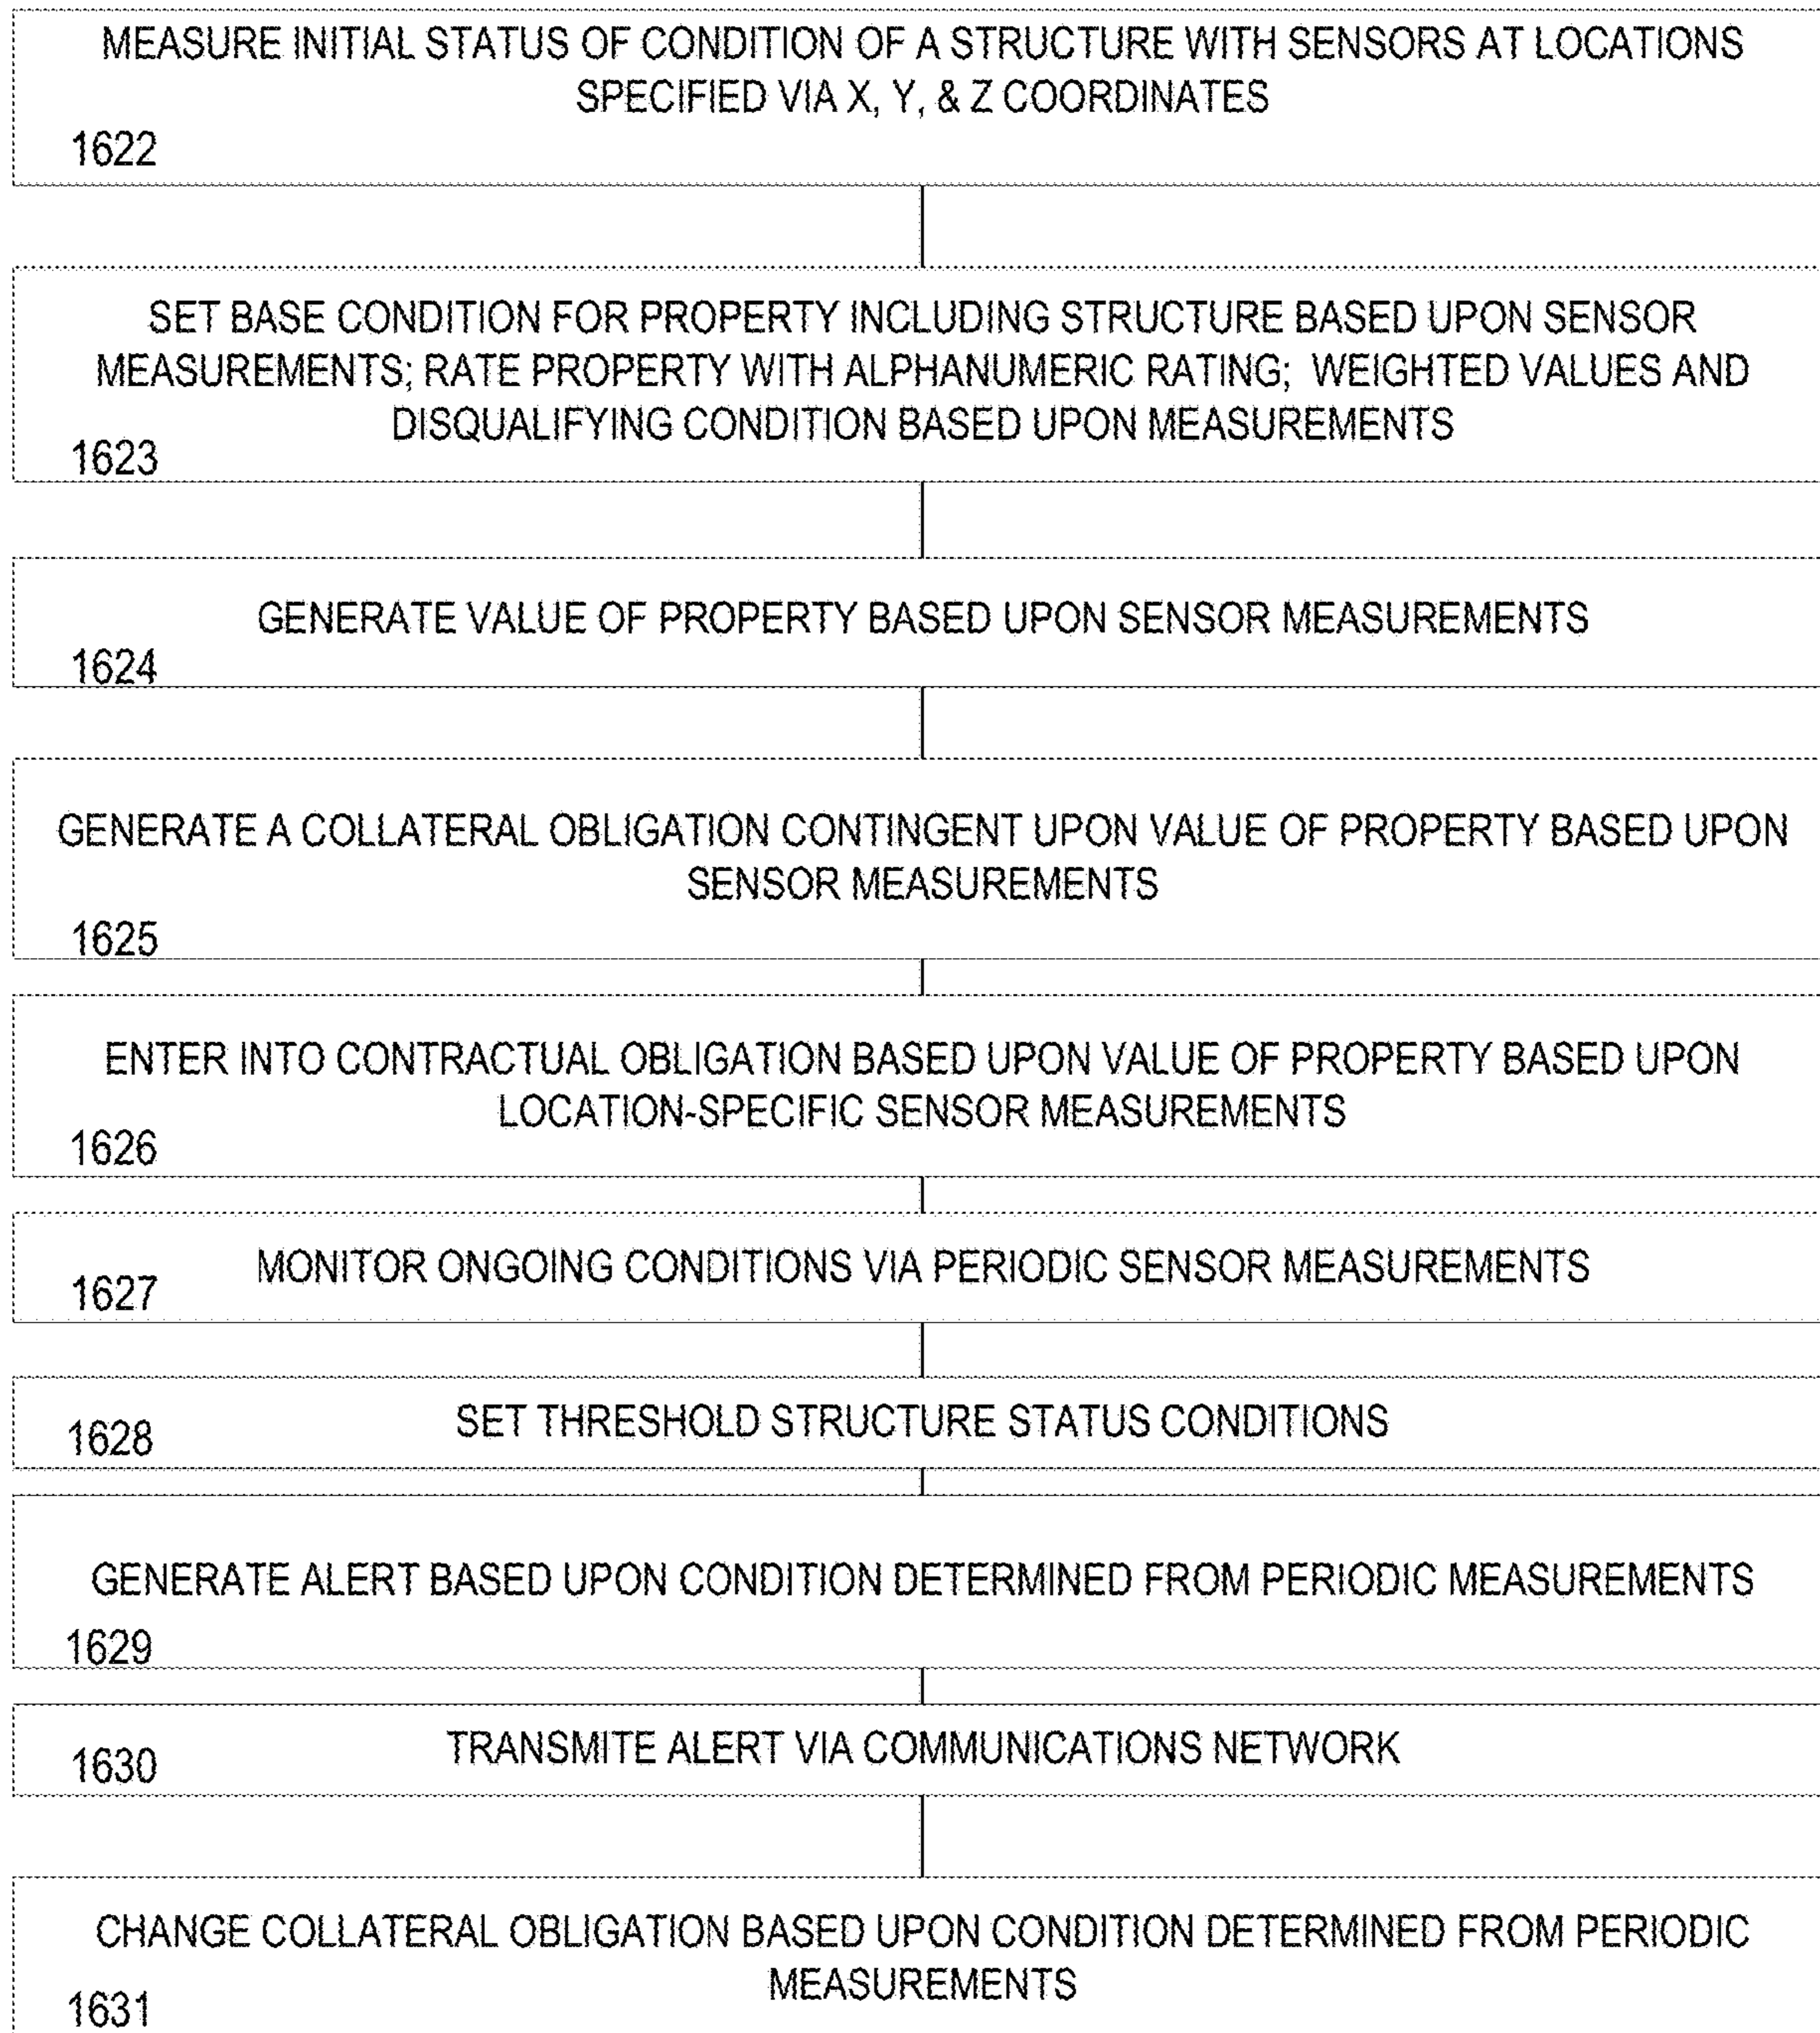 MEASURE INITIAL STATUS OF CONDITION OF A STRUCTURE WITH SENSORS AT LOCATIONS
SPECIFIED VIA X, Y, & Z COORDINATES
1622
SET BASE CONDITION FOR PROPERTY INCLUDING STRUCTURE BASED UPON SENSOR
MEASUREMENTS; RATE PROPERTY WITH ALPHANUMERIC RATING; WEIGHTED VALUES AND
DISQUALIFYING CONDITION BASED UPON MEASUREMENTS
1623
GENERATE VALUE OF PROPERTY BASED UPON SENSOR MEASUREMENTS
1624
GENERATE A COLLATERAL OBLIGATION CONTINGENT UPON VALUE OF PROPERTY BASED UPON
SENSOR MEASUREMENTS
1625
ENTER INTO CONTRACTUAL OBLIGATION BASED UPON VALUE OF PROPERTY BASED UPON
LOCATION-SPECIFIC SENSOR MEASUREMENTS
1626
MONITOR ONGOING CONDITIONS VIA PERIODIC SENSOR MEASUREMENTS
1627
SET THRESHOLD STRUCTURE STATUS CONDITIONS
1628
GENERATE ALERT BASED UPON CONDITION DETERMINED FROM PERIODIC MEASUREMENTS
1629
TRANSMITE ALERT VIA COMMUNICATIONS NETWORK
1630
CHANGE COLLATERAL OBLIGATION BASED UPON CONDITION DETERMINED FROM PERIODIC
MEASUREMENTS
1631